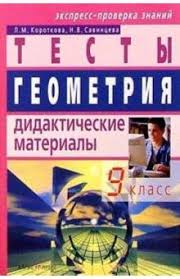 экспресс-проверка знаний
Л.М. Короткова, Н.В. Савинцева
ТЕСТЫ
ГЕОМЕТРИЯ
ДИДАКТИЧЕСКИЕ
МАТЕРИАЛЫ
9 класс